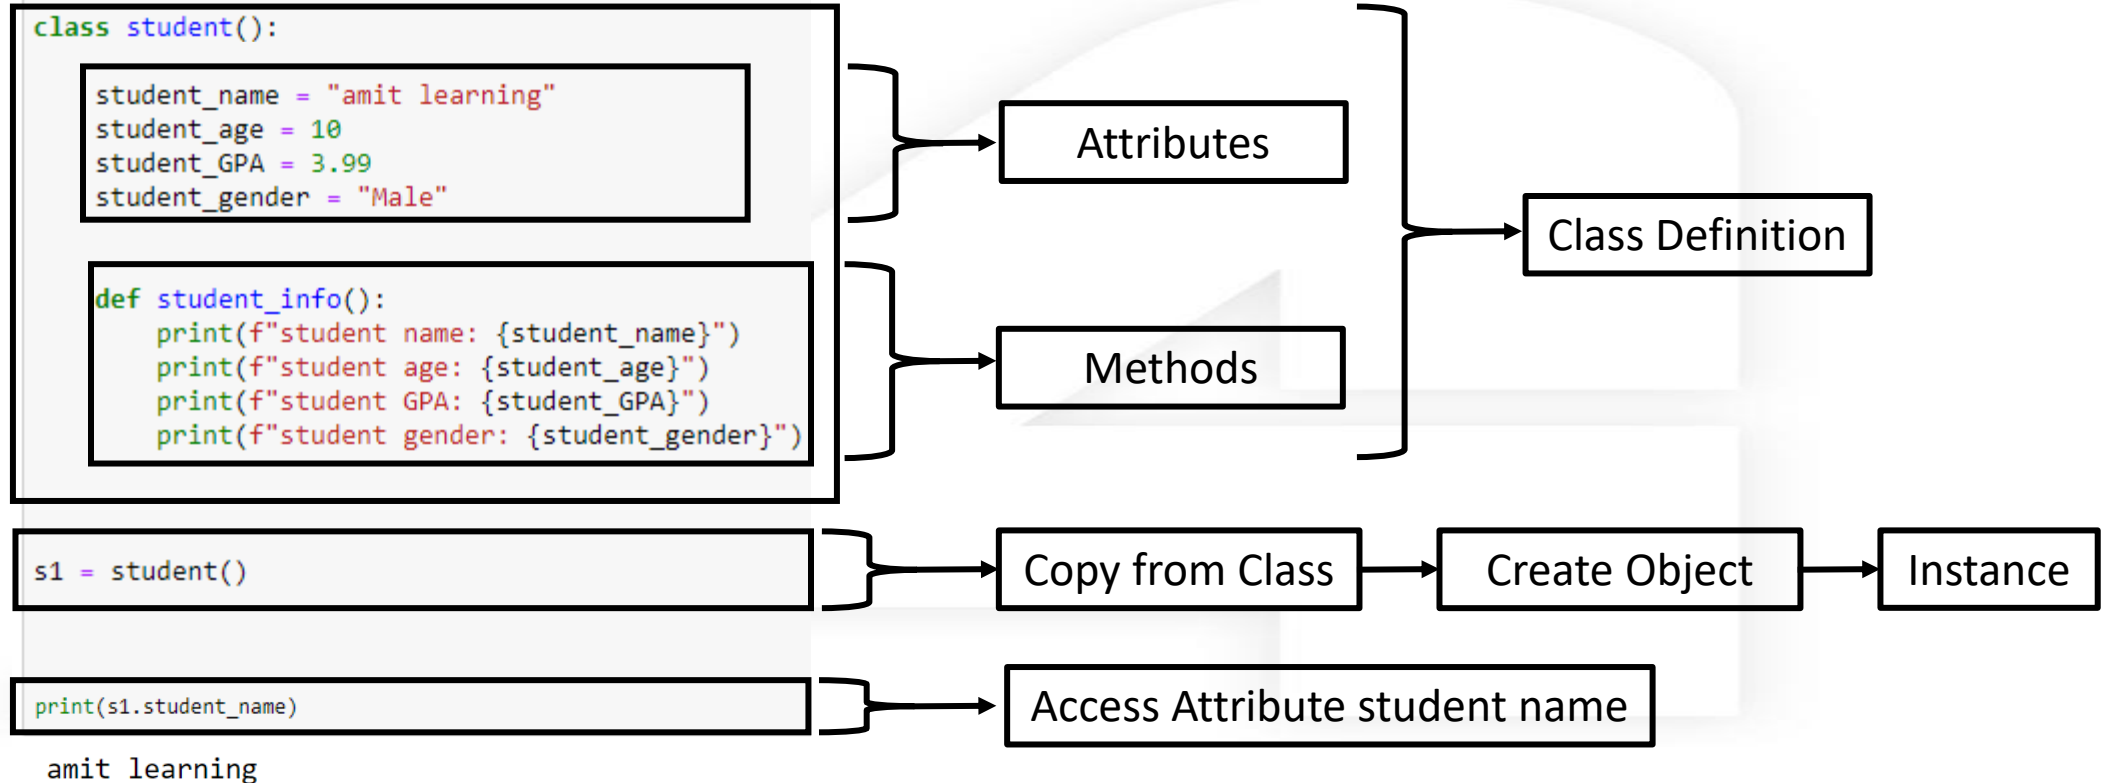 class student():
student_name = "amit learning"
student_age = 10
student_GPA = 3.99
student_gender = "Male"
Attributes
Class Definition
def student_info():
print(f"student name: {student_name}")
print(f"student age: {student_age}")
print(f"student GPA: {student_GPA}")
print(f"student gender: {student_gender}")
Methods
s1 = student()
Copy from Class
Create Object
Instance
print(s1.student_name)
Access Attribute student name
amit learning